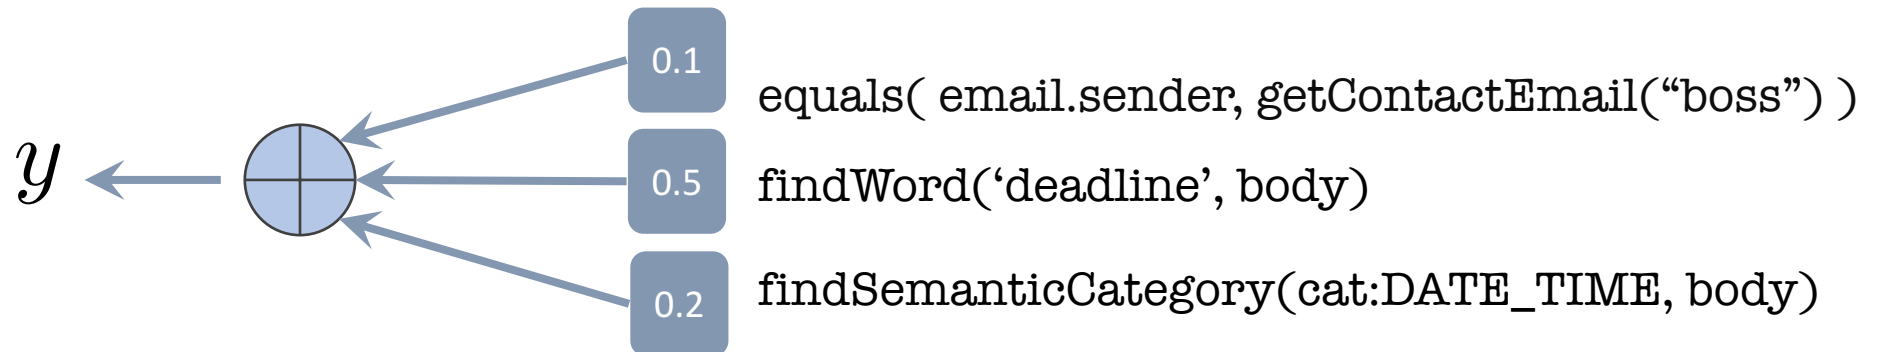 0.1
equals( email.sender, getContactEmail(“boss”) )
y
0.5
findWord(‘deadline’, body)
0.2
findSemanticCategory(cat:DATE_TIME, body)